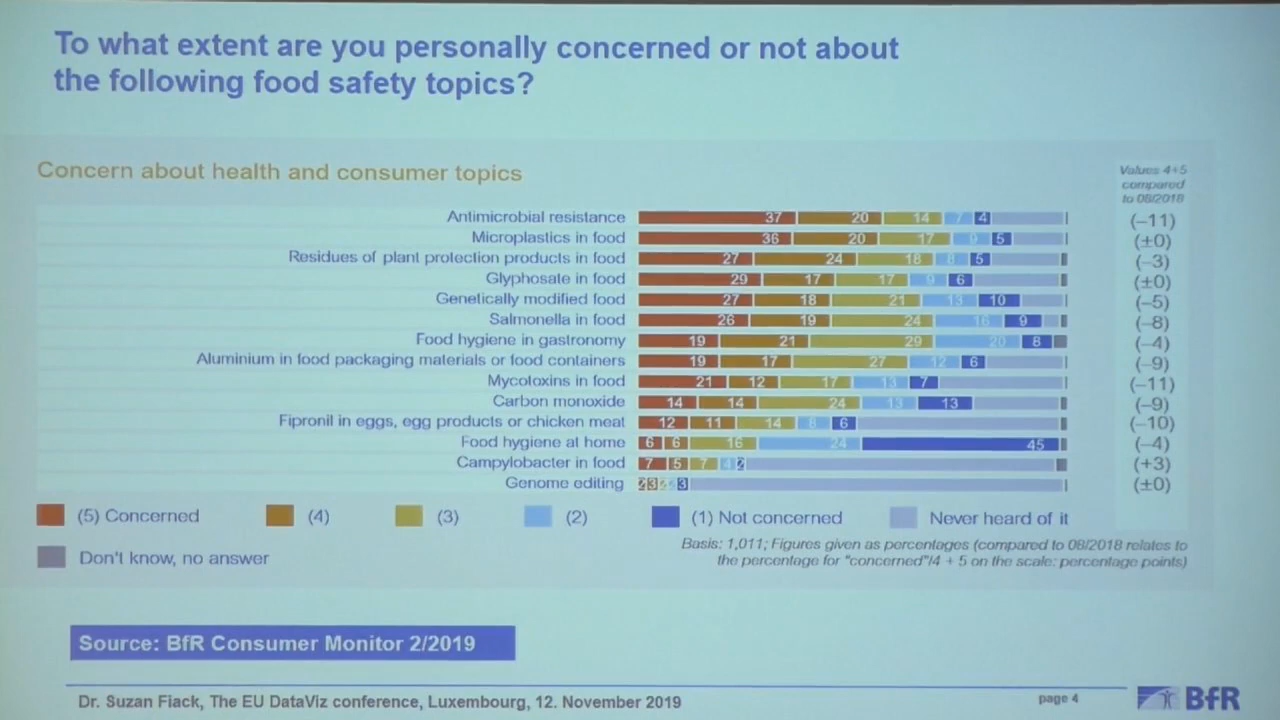 To what extent are you personally concerned or not about
the following food safety topics?
Concern about health and consumer topics
Values 4+5
compared
to 08/2018
Antimicrobial resistance 37 20 14 7 4 (–11)
Microplastics in food 36 20 17 9 5 (±0)
Residues of plant protection products in food 27 24 18 8 5 (–3)
Glyphosate in food 29 17 17 9 6 (±0)
Genetically modified food 27 18 21 13 10 (–5)
Salmonella in food 26 19 24 16 9 (–8)
Food hygiene in gastronomy 19 21 29 20 8 (–4)
Aluminium in food packaging materials or food containers 19 17 27 12 6 (–9)
Mycotoxins in food 21 12 17 13 7 (–11)
Carbon monoxide 14 14 24 13 13 (–9)
Fipronil in eggs, egg products or chicken meat 12 11 14 8 6 (–10)
Food hygiene at home 6 6 16 24 45 (–4)
Campylobacter in food 7 5 7 4 2 (+3)
Genome editing 3 3 (±0)
(5) Concerned (4) (3) (2) (1) Not concerned Never heard of it
Don't know, no answer
Basis: 1,011; Figures given as percentages (compared to 08/2018 relates to
the percentage for "concerned"/4 + 5 on the scale: percentage points)
Source: BfR Consumer Monitor 2/2019
Dr. Suzan Fiack, The EU DataViz conference, Luxembourg, 12. November 2019
page 4
BfR